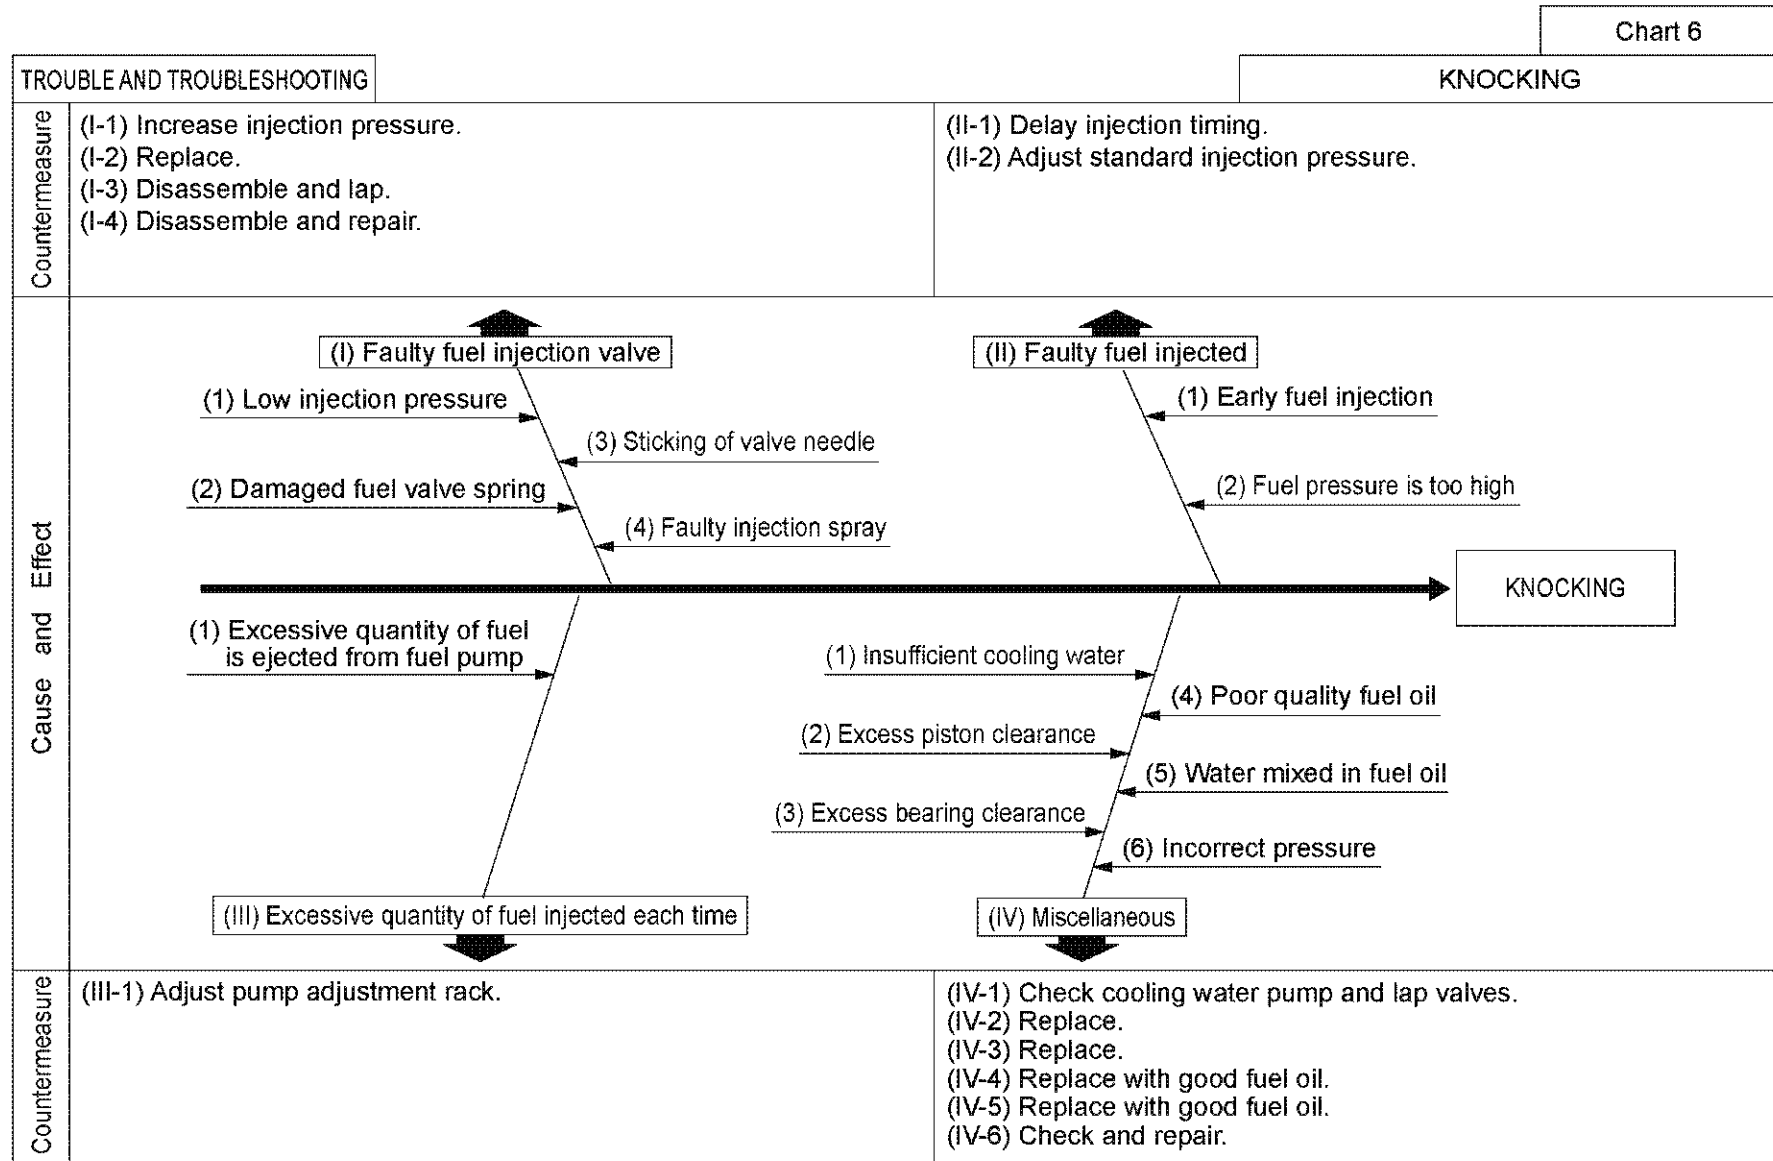 Chart 6
TROUBLE AND TROUBLESHOOTING
KNOCKING
Countermeasure
(I-1) Increase injection pressure.
(I-2) Replace.
(I-3) Disassemble and lap.
(I-4) Disassemble and repair.
(II-1) Delay injection timing.
(II-2) Adjust standard injection pressure.
Cause and Effect
(I) Faulty fuel injection valve
(1) Low injection pressure
(3) Sticking of valve needle
(2) Damaged fuel valve spring
(4) Faulty injection spray
(II) Faulty fuel injected
(1) Early fuel injection
(2) Fuel pressure is too high
KNOCKING
(1) Excessive quantity of fuel
is ejected from fuel pump
(III) Excessive quantity of fuel injected each time
(1) Insufficient cooling water
(4) Poor quality fuel oil
(2) Excess piston clearance
(5) Water mixed in fuel oil
(3) Excess bearing clearance
(6) Incorrect pressure
(IV) Miscellaneous
Countermeasure
(III-1) Adjust pump adjustment rack.
(IV-1) Check cooling water pump and lap valves.
(IV-2) Replace.
(IV-3) Replace.
(IV-4) Replace with good fuel oil.
(IV-5) Replace with good fuel oil.
(IV-6) Check and repair.